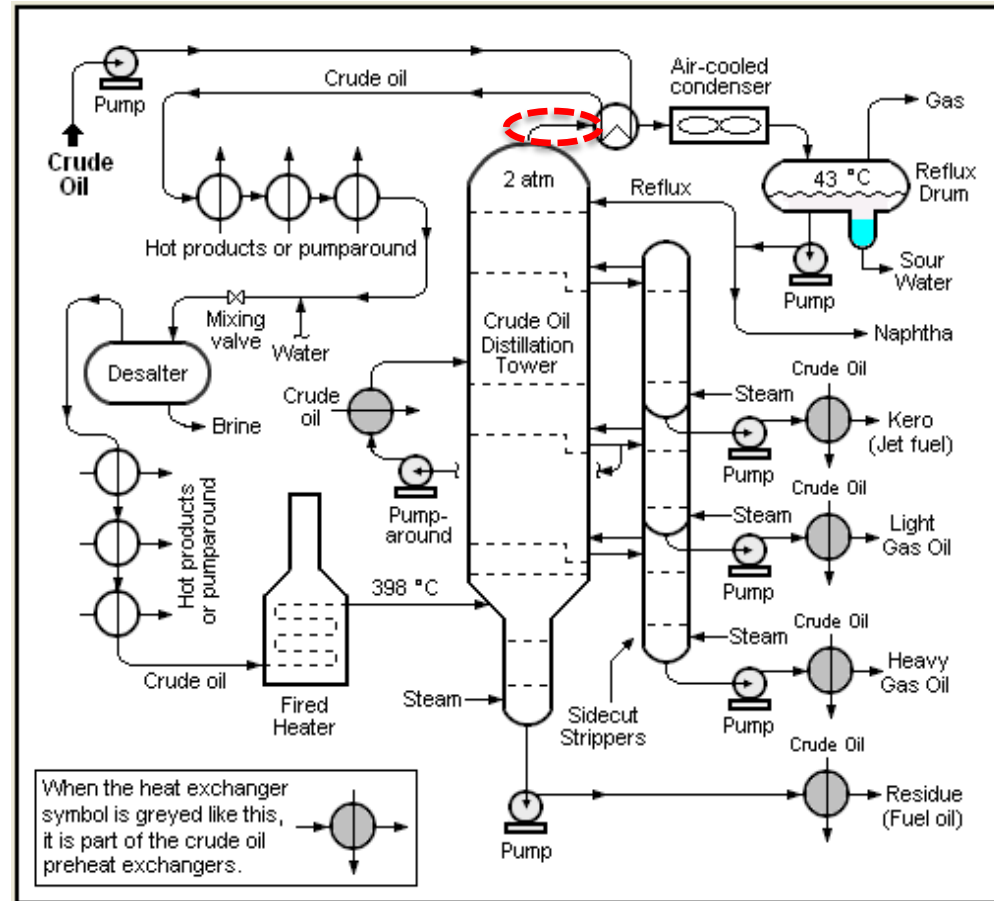 Pump
Crude
Oil
Crude oil
Air-cooled
condenser
Gas
2 atm
Reflux
43 °C
Reflux
Drum
Hot products or pumparound
Sour
Water
Pump
Mixing
valve
Water
Naphtha
Desalter
Crude Oil
Distillation
Tower
Brine
Crude
oil
Steam
Crude Oil
Kero
(Jet fuel)
Pump
Pump-
around
Hot products
or pumparound
Steam
Crude Oil
Light
Gas Oil
Pump
398 °C
Crude oil
Fired
Heater
Steam
Steam
Crude Oil
Heavy
Gas Oil
Pump
Sidecut
Strippers
Crude Oil
Residue
(Fuel oil)
Pump
When the heat exchanger
symbol is greyed like this,
it is part of the crude oil
preheat exchangers.